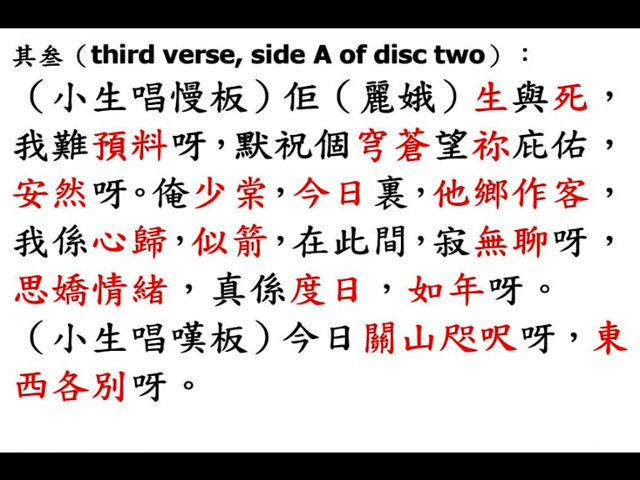 其叁（third verse, side A of disc two）：
（小生唱慢板）佢（麗娥）生與死，
我難預料呀，默祝個穹蒼望祢庇佑，
安然呀。俺少棠，今日裏，他鄉作客，
我係心歸，似箭，在此間，寂無聊呀，
思嬌情緒，真係度日，如年呀。
（小生唱嘆板）今日關山咫呎呀，東
西各別呀。